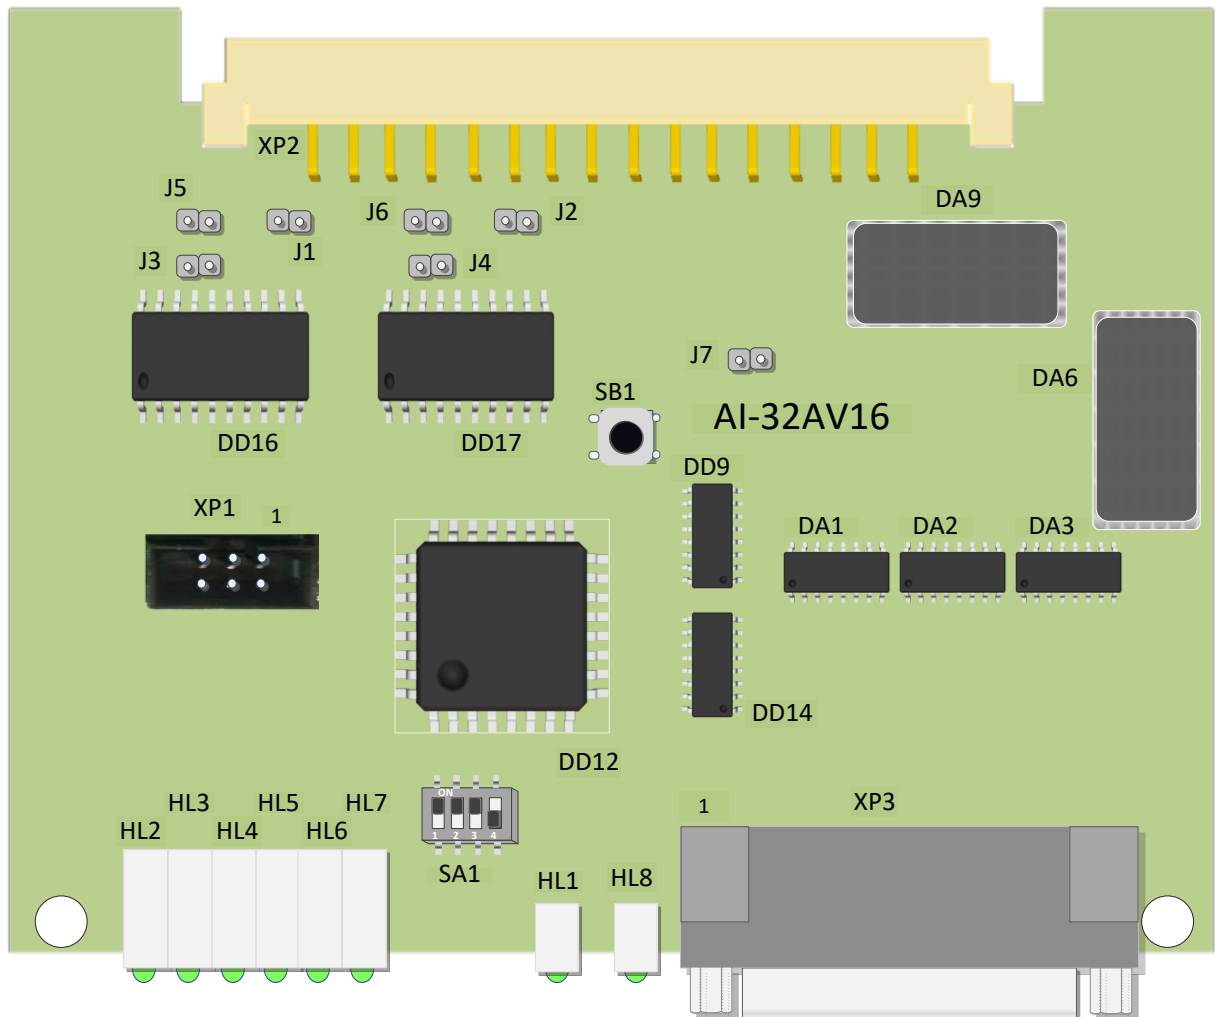 XP2
J5
J6
J2
DA9
J1
J3
J4
J7
DA6
SB1
AI-32AV16
DD16
DD17
DD9
XP1
1
DA1
DA2
DA3
DD14
DD12
ON
1 2 3 4
SA1
HL3
HL5
HL7
HL2
HL4
HL6
1
XP3
HL1
HL8